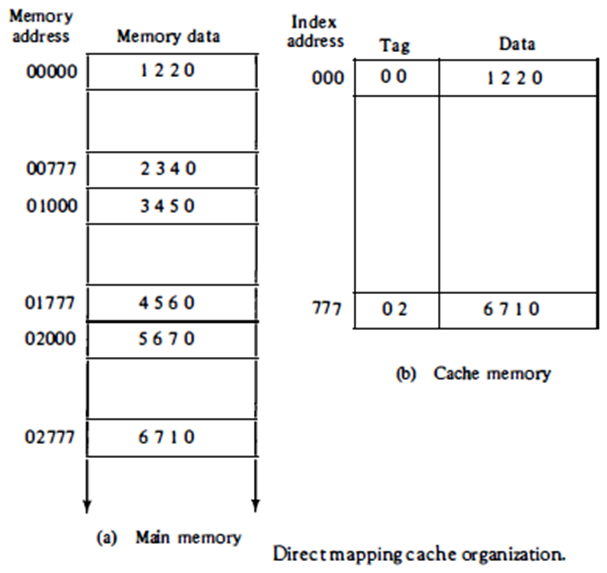 Memory
address
Memory data
00000
1 2 2 0
00777
2 3 4 0
01000
3 4 5 0
01777
4 5 6 0
02000
5 6 7 0
02777
6 7 1 0
(a) Main memory
Index
address
Tag
Data
000
0 0
1 2 2 0
777
0 2
6 7 1 0
(b) Cache memory
Direct mapping cache organization.